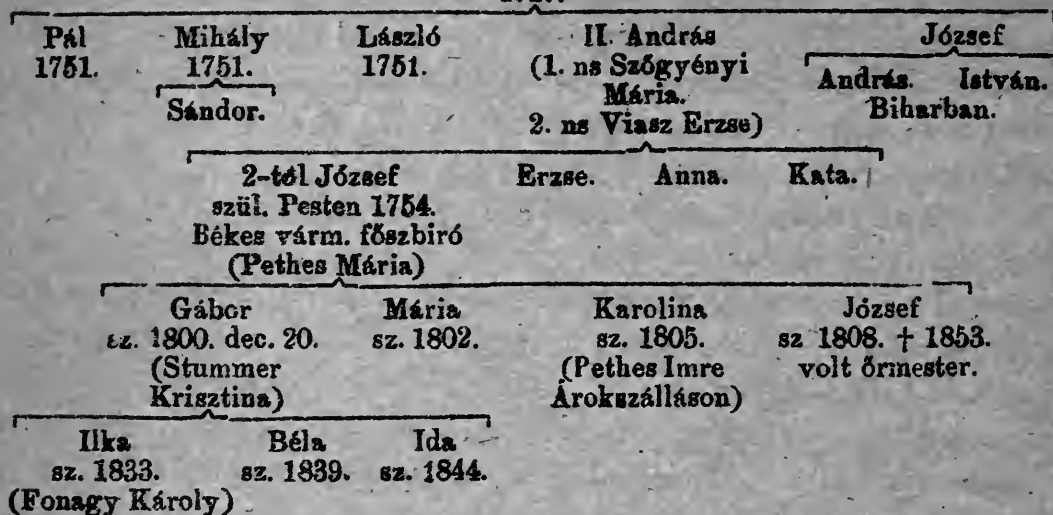 Pál Mihály László II. András József
1751. 1751. 1751. (1. ns Szőgyényi András. István.
Sándor. Mária. Biharban.
2. ns Viasz Erzse)
2-től József Erzse. Anna. Kata.
szül. Pesten 1754.
Békes várm. főszbiró
(Pethes Mária)
Gábor Mária Karolina József
sz. 1800. dec. 20. sz. 1802. sz. 1805. sz 1808. † 1853.
(Stummer (Pethes Imre volt őrmester.
Krisztina) Árokszálláson)
Ilka Béla Ida
sz. 1833. sz. 1839. sz. 1844.
(Fonagy Károly)